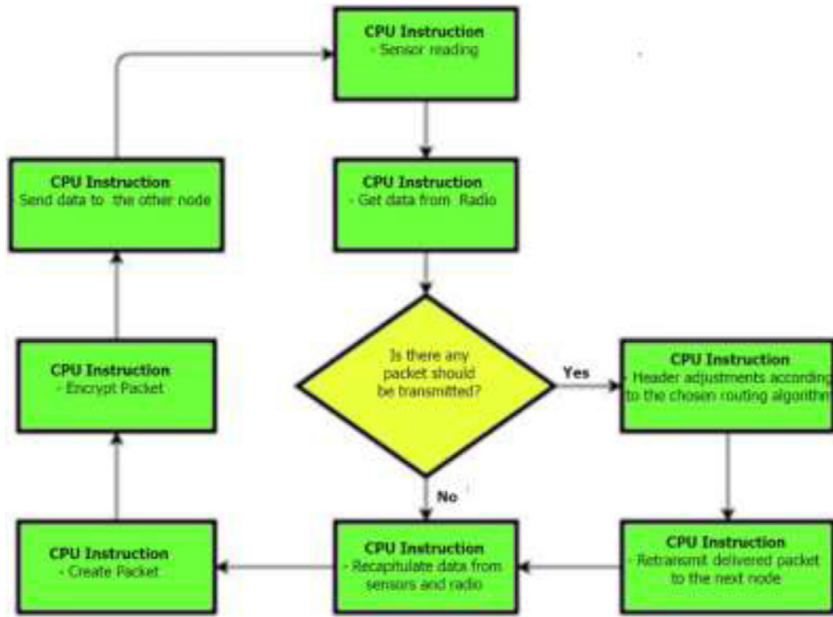 CPU Instruction
- Sensor reading
CPU Instruction
Send data to the other node
CPU Instruction
- Get data from Radio
Is there any
packet should
be transmitted?
Yes
CPU Instruction
- Header adjustments according
to the chosen routing algorithm
CPU Instruction
- Encrypt Packet
No
CPU Instruction
- Create Packet
CPU Instruction
- Recapitulate data from
sensors and radio
CPU Instruction
- Retransmit delivered packet
to the next node